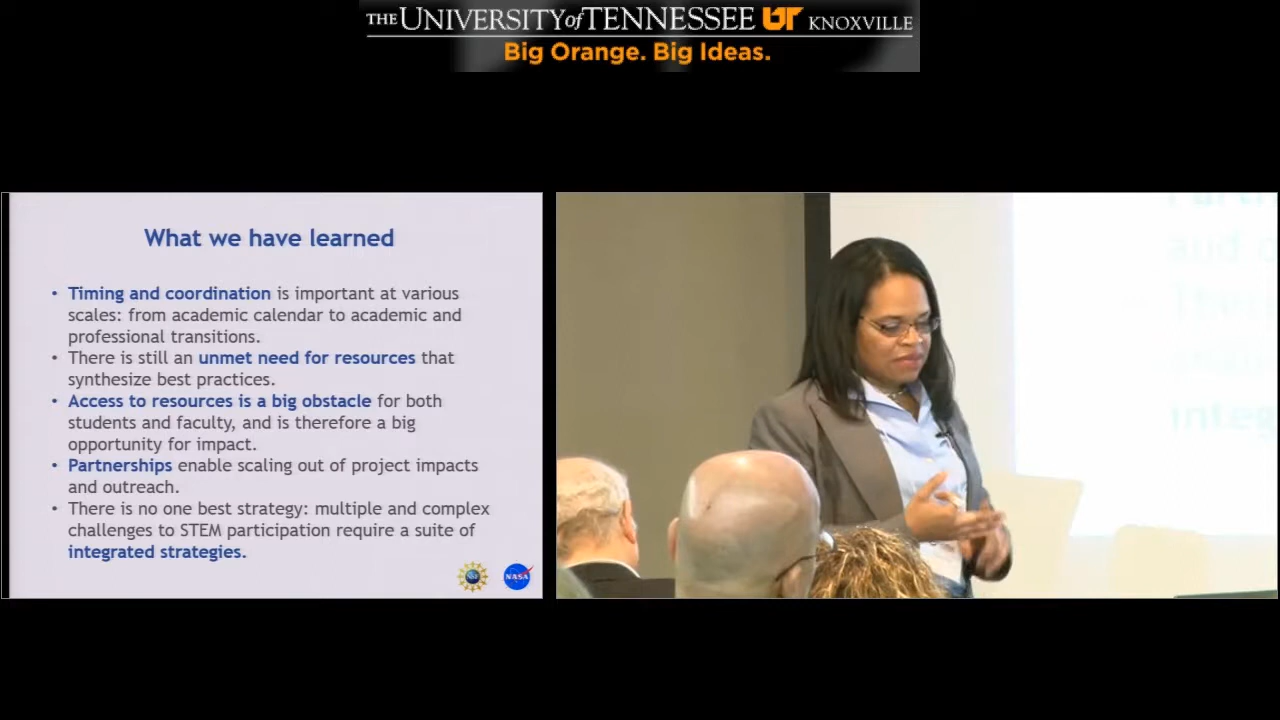 THE UNIVERSITY of TENNESSEE UT KNOXVILLE
Big Orange. Big Ideas.
What we have learned
• Timing and coordination is important at various
scales: from academic calendar to academic and
professional transitions.
• There is still an unmet need for resources that
synthesize best practices.
• Access to resources is a big obstacle for both
students and faculty, and is therefore a big
opportunity for impact.
• Partnerships enable scaling out of project impacts
and outreach.
• There is no one best strategy: multiple and complex
challenges to STEM participation require a suite of
integrated strategies.
NSF
NASA